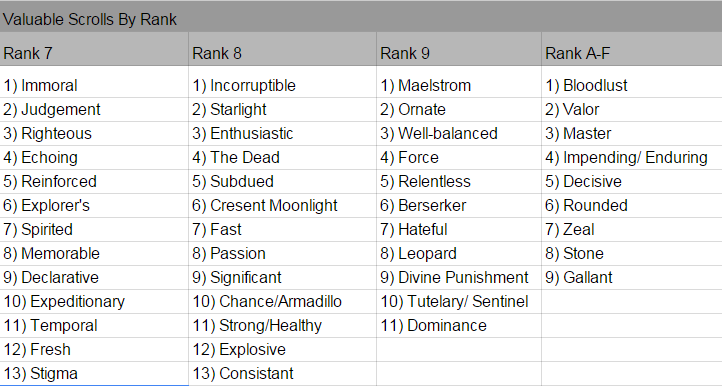 Valuable Scrolls By Rank
Rank 7 Rank 8 Rank 9 Rank A-F
1) Immoral 1) Incorruptible 1) Maelstrom 1) Bloodlust
2) Judgement 2) Starlight 2) Ornate 2) Valor
3) Righteous 3) Enthusiastic 3) Well-balanced 3) Master
4) Echoing 4) The Dead 4) Force 4) Impending/ Enduring
5) Reinforced 5) Subdued 5) Relentless 5) Decisive
6) Explorer's 6) Cresent Moonlight 6) Berserker 6) Rounded
7) Spirited 7) Fast 7) Hateful 7) Zeal
8) Memorable 8) Passion 8) Leopard 8) Stone
9) Declarative 9) Significant 9) Divine Punishment 9) Gallant
10) Expeditionary 10) Chance/Armadillo 10) Tutelary/ Sentinel
11) Temporal 11) Strong/Healthy 11) Dominance
12) Fresh 12) Explosive
13) Stigma 13) Consistant